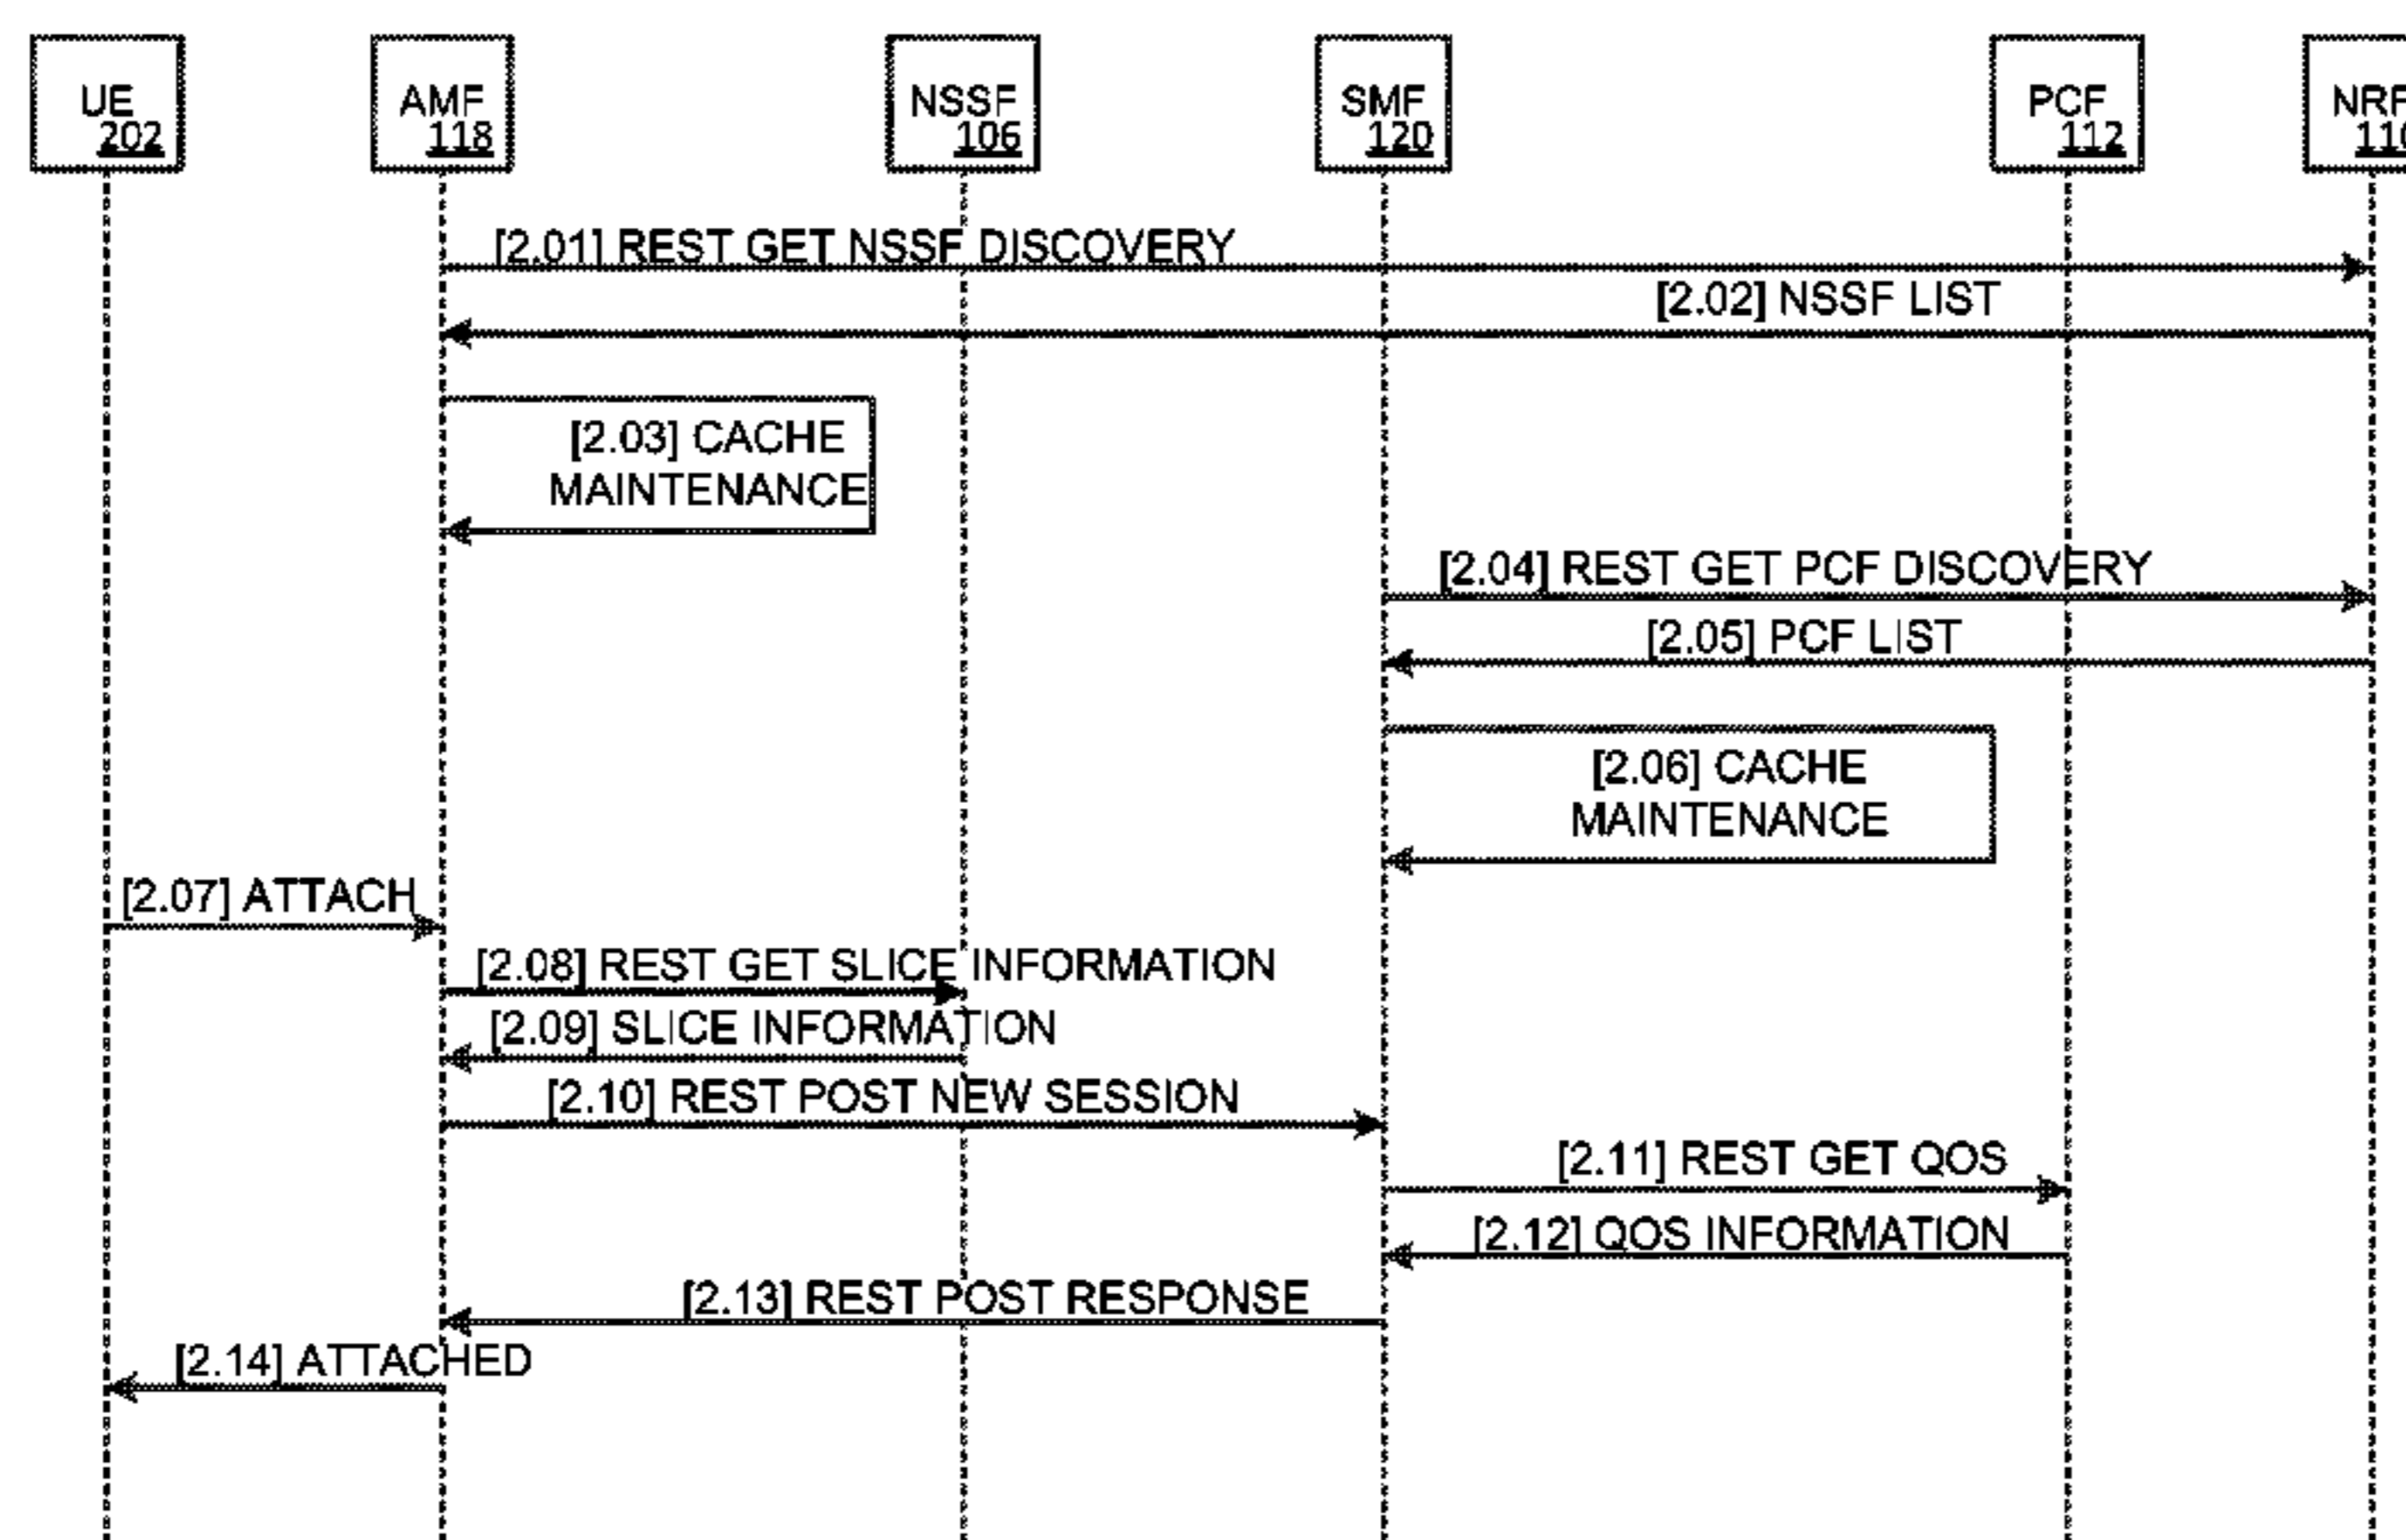 UE
202
AMF
118
NSSF
106
SMF
120
PCF
112
[2.01] REST GET NSSF DISCOVERY
[2.02] NSSF LIST
[2.03] CACHE
MAINTENANCE
[2.04] REST GET PCF DISCOVERY
[2.05] PCF LIST
[2.06] CACHE
MAINTENANCE
[2.07] ATTACH
[2.08] REST GET SLICE INFORMATION
[2.09] SLICE INFORMATION
[2.10] REST POST NEW SESSION
[2.11] REST GET QOS
[2.12] QOS INFORMATION
[2.13] REST POST RESPONSE
[2.14] ATTACHED